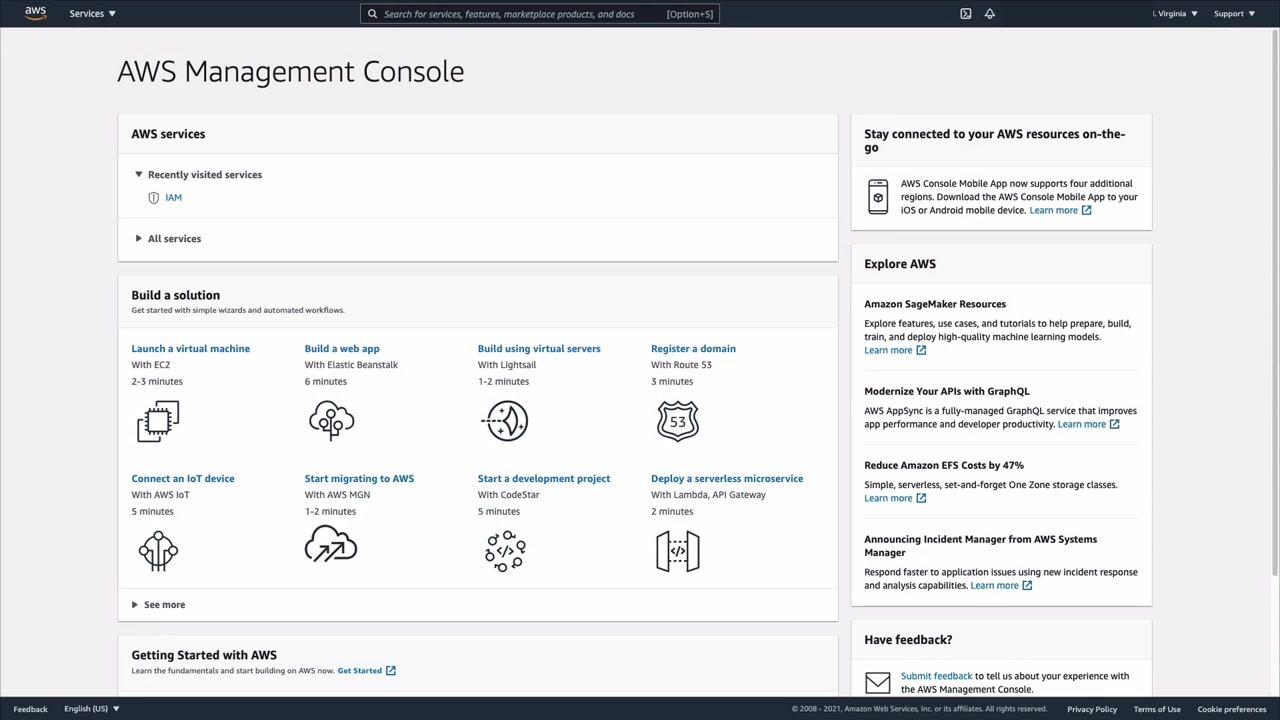 aws
Services
Search for services, features, marketplace products, and docs [Option+S]
. Virginia
Support
AWS Management Console
AWS services
Recently visited services
IAM
All services
Build a solution
Get started with simple wizards and automated workflows.
Launch a virtual machine
With EC2
2-3 minutes
Build a web app
With Elastic Beanstalk
6 minutes
Build using virtual servers
With Lightsail
1-2 minutes
Register a domain
With Route 53
3 minutes
53
Connect an IoT device
With AWS IoT
5 minutes
Start migrating to AWS
With AWS MGN
1-2 minutes
Start a development project
With CodeStar
5 minutes
Deploy a serverless microservice
With Lambda, API Gateway
2 minutes
See more
Getting Started with AWS
Learn the fundamentals and start building on AWS now. Get Started
Stay connected to your AWS resources on-the-
go
AWS Console Mobile App now supports four additional
regions. Download the AWS Console Mobile App to your
iOS or Android mobile device. Learn more
Explore AWS
Amazon SageMaker Resources
Explore features, use cases, and tutorials to help prepare, build,
train, and deploy high-quality machine learning models.
Learn more
Modernize Your APIs with GraphQL
AWS AppSync is a fully-managed GraphQL service that improves
app performance and developer productivity. Learn more
Reduce Amazon EFS Costs by 47%
Simple, serverless, set-and-forget One Zone storage classes.
Learn more
Announcing Incident Manager from AWS Systems
Manager
Respond faster to application issues using new incident response
and analysis capabilities. Learn more
Have feedback?
Submit feedback to tell us about your experience with
the AWS Management Console.
Feedback
English (US)
© 2008 - 2021, Amazon Web Services, Inc. or its affiliates. All rights reserved.
Privacy Policy
Terms of Use
Cookie preferences